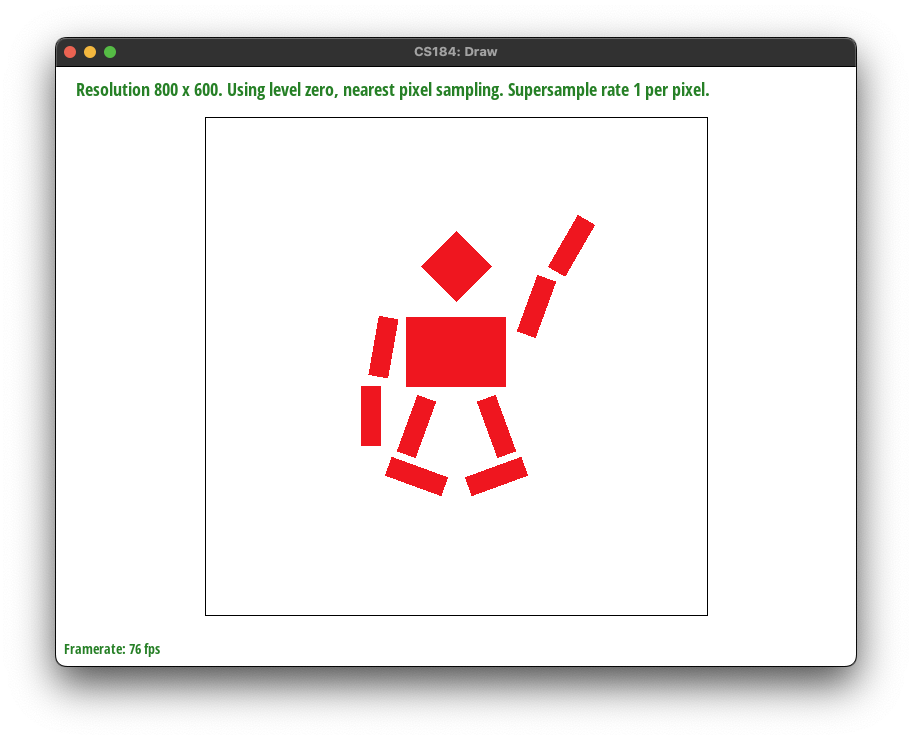 CS184: Draw
Resolution 800 x 600. Using level zero, nearest pixel sampling. Supersample rate 1 per pixel.
Framerate: 76 fps